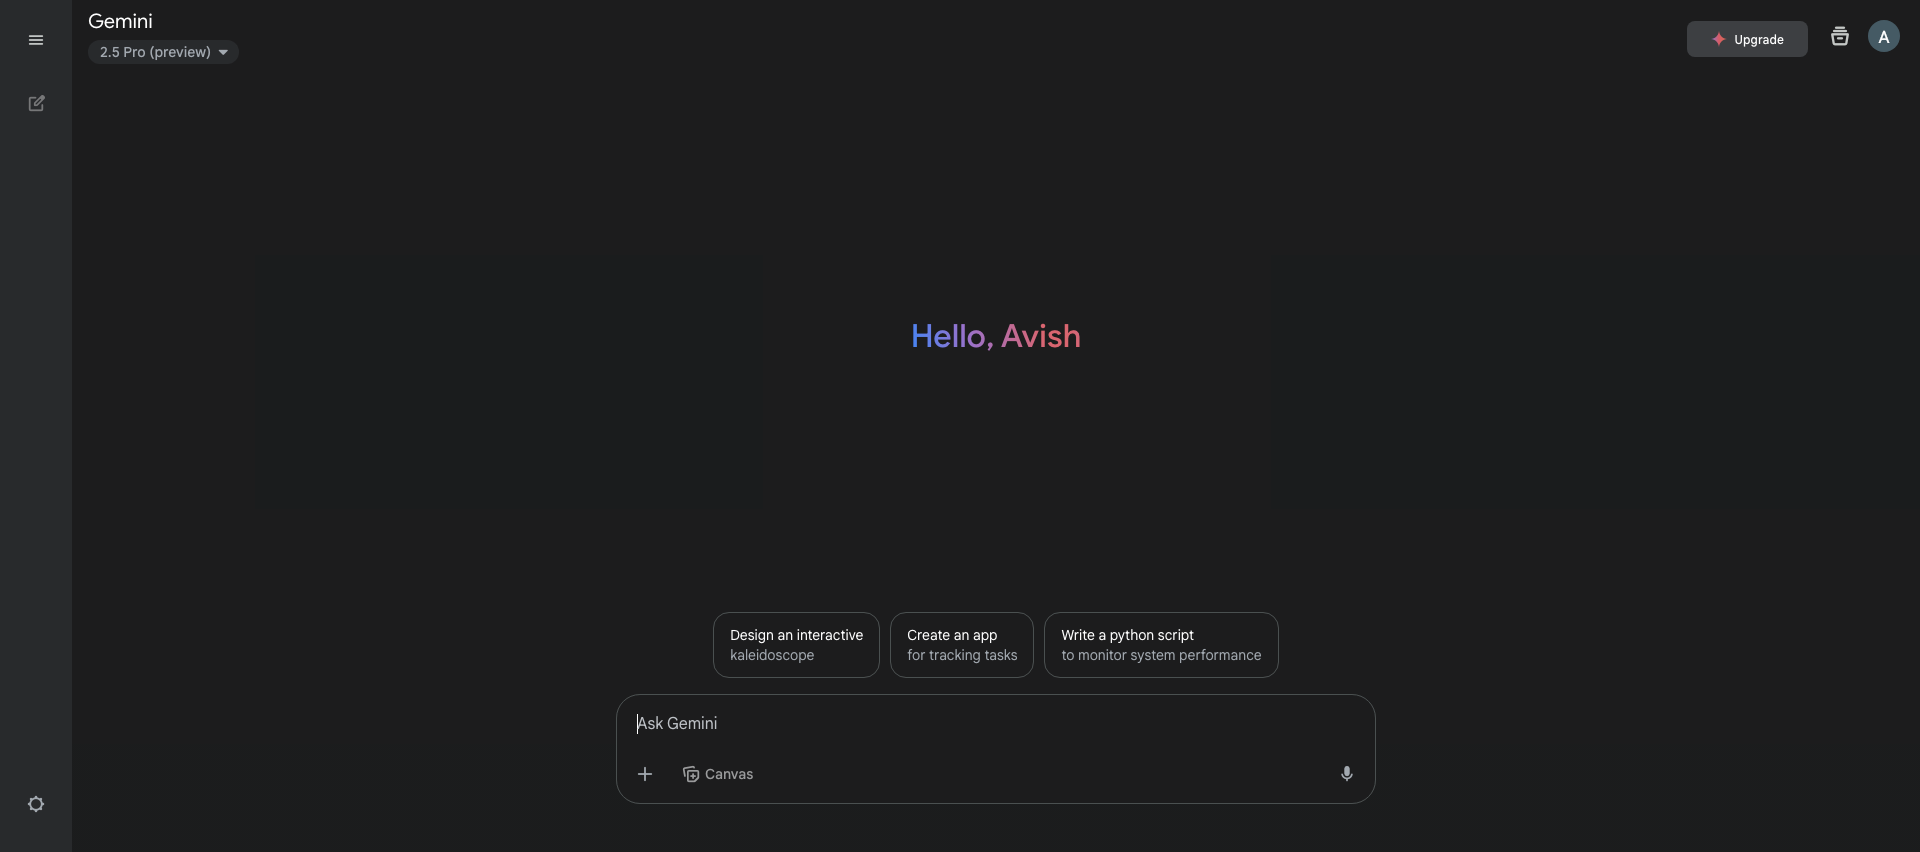 Gemini
2.5 Pro (preview)
Upgrade
A
Hello, Avish
Design an interactive
kaleidoscope
Create an app
for tracking tasks
Write a python script
to monitor system performance
Ask Gemini
Canvas